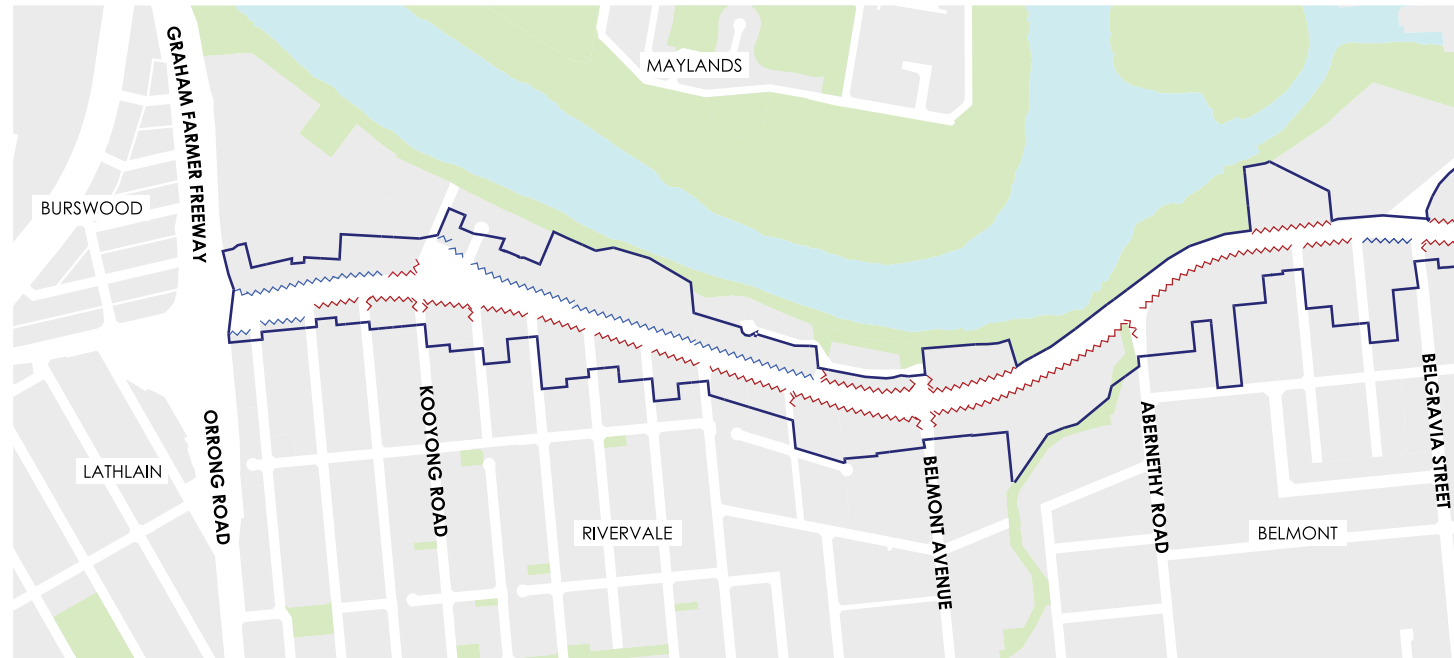 GRAHAM FARMER FREEWAY
MAYLANDS
BURSWOOD
KOOYONG ROAD
BELGRAVIA STREET
ORRONG ROAD
ABERNETHY ROAD
LATHLAIN
BELMONT AVENUE
RIVERVALE
BELMONT